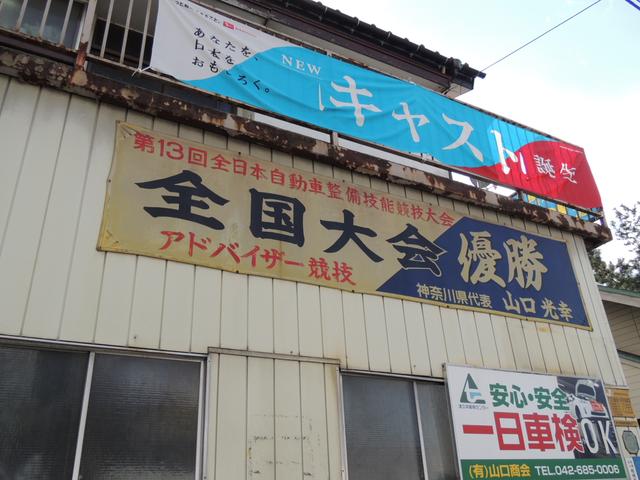 あなたを、
日本を、
おもしろく。
NEW
キャスト
誕生
第13回全日本自動車整備技能競技大会
全国大会
アドバイザー競技
優勝
神奈川県代表 山口光幸
安心・安全
一日車検
OK
(有)山口商会 TEL.042-685-0006